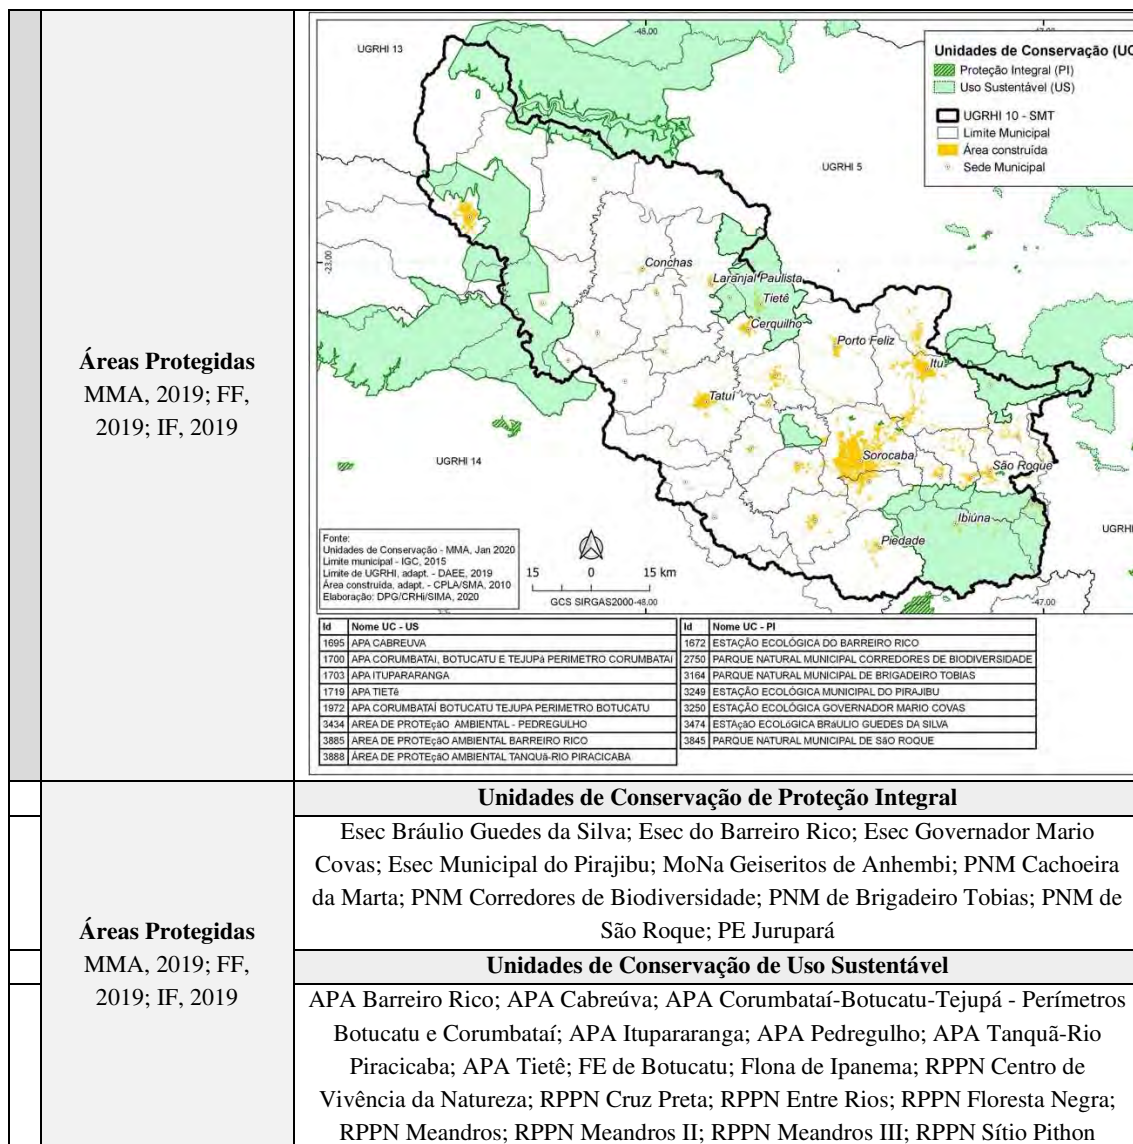 Áreas Protegidas
MMA, 2019; FF,
2019; IF, 2019
UGRHI 13
-48.00
-47.00
Unidades de Conservação (UC
Proteção Integral (PI)
Uso Sustentável (US)
UGRHI 10 - SMT
Limite Municipal
Área construída
Sede Municipal
UGRHI 5
-23.00
Conchas
Laranjal Paulista
Tietê
Cerquilho
Porto Feliz
Itu
Tatuí
Sorocaba
São Roque
UGRHI 14
Ibiúna
Piedade
UGRHI
Fonte:
Unidades de Conservação - MMA, Jan 2020
Limite municipal - IGC, 2015
Limite de UGRHI, adapt. - DAEE, 2019
Área construída, adapt. - CPLA/SMA, 2010
Elaboração: DPG/CRHi/SIMA, 2020
15 0 15 km
GCS SIRGAS2000
-48.00
-47.00
Id Nome UC - US
1695 APA CABREUVA
1700 APA CORUMBATAí, BOTUCATU E TEJUPá PERIMETRO CORUMBATAí
1703 APA ITUPARARANGA
1719 APA TIETê
1972 APA CORUMBATAÍ BOTUCATU TEJUPA PERIMETRO BOTUCATU
3434 AREA DE PROTEçãO AMBIENTAL - PEDREGULHO
3885 ÁREA DE PROTEçãO AMBIENTAL BARREIRO RICO
3888 ÁREA DE PROTEçãO AMBIENTAL TANQUã-RIO PIRACICABA
Id Nome UC - PI
1672 ESTAÇÃO ECOLÓGICA DO BARREIRO RICO
2750 PARQUE NATURAL MUNICIPAL CORREDORES DE BIODIVERSIDADE
3164 PARQUE NATURAL MUNICIPAL DE BRIGADEIRO TOBIAS
3249 ESTAÇÃO ECOLÓGICA MUNICIPAL DO PIRAJIBU
3250 ESTAÇÃO ECOLÓGICA GOVERNADOR MARIO COVAS
3474 ESTAçãO ECOLóGICA BRáULIO GUEDES DA SILVA
3845 PARQUE NATURAL MUNICIPAL DE SãO ROQUE
Áreas Protegidas
MMA, 2019; FF,
2019; IF, 2019
Unidades de Conservação de Proteção Integral
Esec Bráulio Guedes da Silva; Esec do Barreiro Rico; Esec Governador Mario
Covas; Esec Municipal do Pirajibu; MoNa Geiseritos de Anhembi; PNM Cachoeira
da Marta; PNM Corredores de Biodiversidade; PNM de Brigadeiro Tobias; PNM de
São Roque; PE Jurupará
Unidades de Conservação de Uso Sustentável
APA Barreiro Rico; APA Cabreúva; APA Corumbataí-Botucatu-Tejupá - Perímetros
Botucatu e Corumbataí; APA Itupararanga; APA Pedregulho; APA Tanquã-Rio
Piracicaba; APA Tietê; FE de Botucatu; Flona de Ipanema; RPPN Centro de
Vivência da Natureza; RPPN Cruz Preta; RPPN Entre Rios; RPPN Floresta Negra;
RPPN Meandros; RPPN Meandros II; RPPN Meandros III; RPPN Sítio Pithon